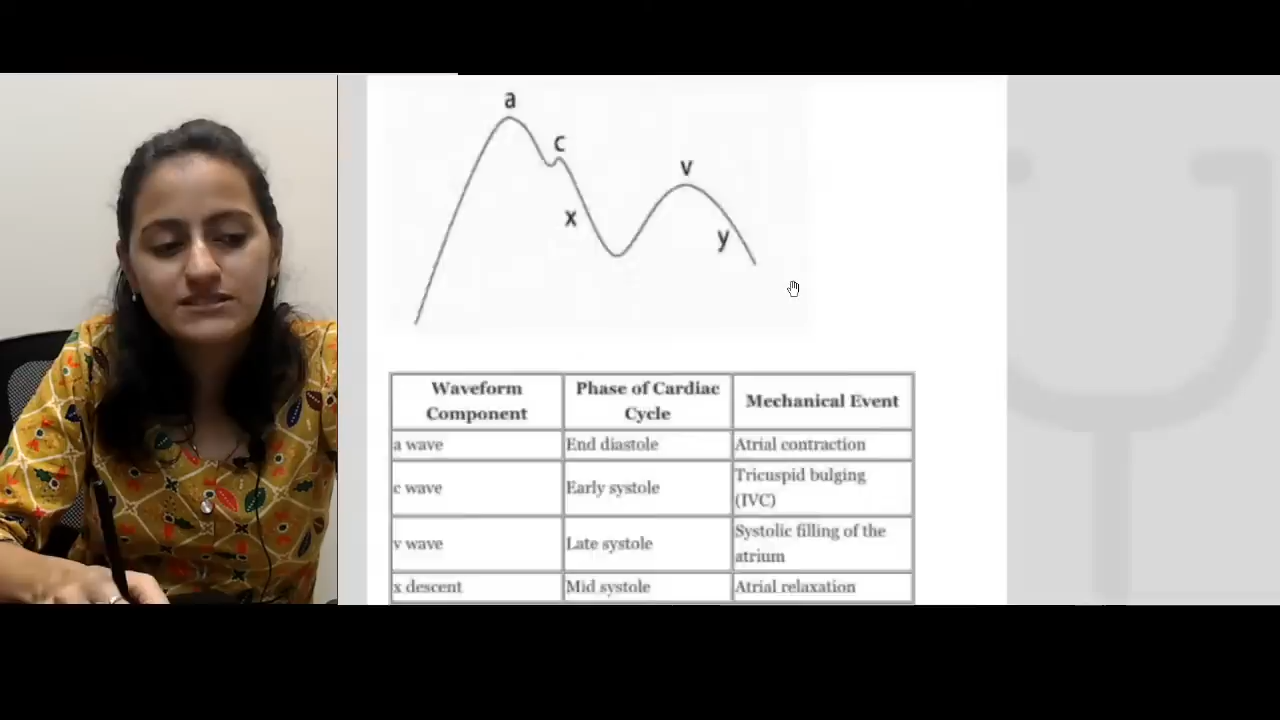 a
c
v
x
y
Waveform Component Phase of Cardiac Cycle Mechanical Event
a wave End diastole Atrial contraction
c wave Early systole Tricuspid bulging (IVC)
v wave Late systole Systolic filling of the atrium
x descent Mid systole Atrial relaxation